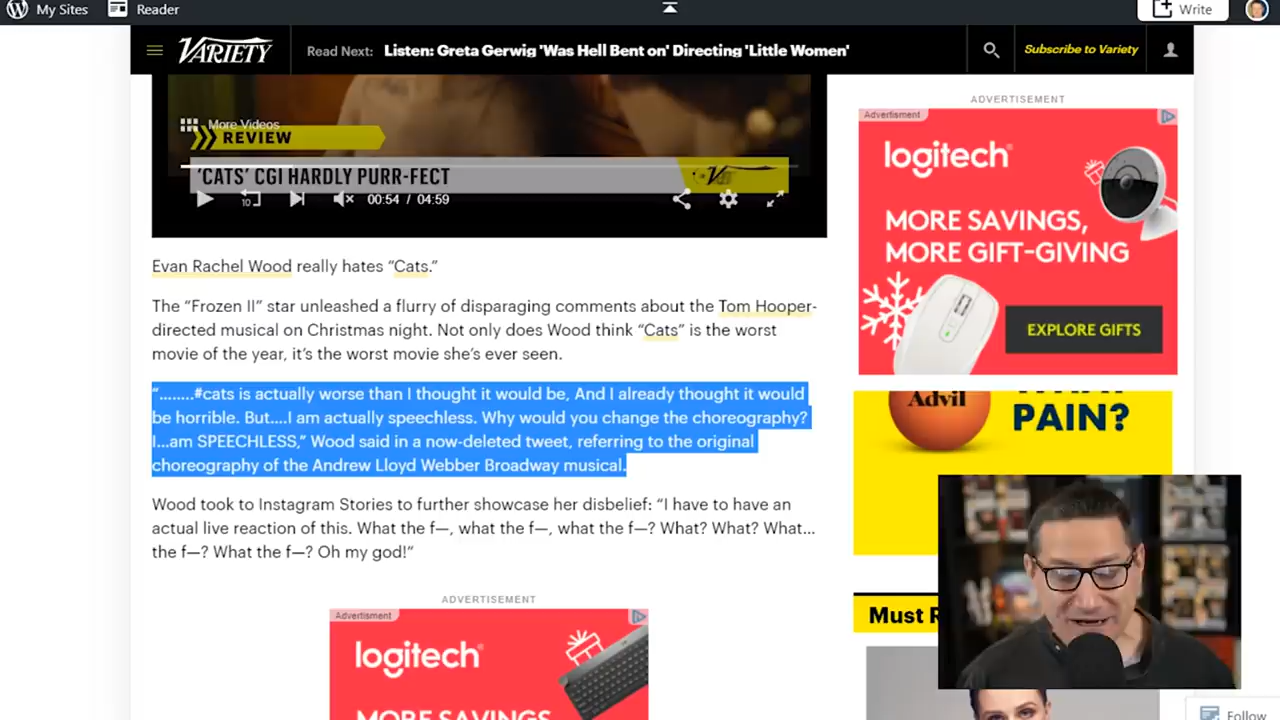 My Sites
Reader
Write
VARIETY
Read Next: Listen: Greta Gerwig 'Was Hell Bent on' Directing 'Little Women'
Subscribe to Variety
More Videos
REVIEW
'CATS' CGI HARDLY PURR-FECT
10
00:54 / 04:59
Evan Rachel Wood really hates “Cats.”
The “Frozen II” star unleashed a flurry of disparaging comments about the Tom Hooper-
directed musical on Christmas night. Not only does Wood think “Cats” is the worst
movie of the year, it’s the worst movie she’s ever seen.
“……..#cats is actually worse than I thought it would be, And I already thought it would
be horrible. But….I am actually speechless. Why would you change the choreography?
I…am SPEECHLESS,” Wood said in a now-deleted tweet, referring to the original
choreography of the Andrew Lloyd Webber Broadway musical.
Wood took to Instagram Stories to further showcase her disbelief: “I have to have an
actual live reaction of this. What the f—, what the f—, what the f—? What? What? What…
the f—? What the f—? Oh my god!”
ADVERTISEMENT
Advertisment
logitech
MORE SAVINGS
ADVERTISEMENT
Advertisment
logitech
MORE SAVINGS,
MORE GIFT-GIVING
EXPLORE GIFTS
Advil
PAIN?
Must R
Follow